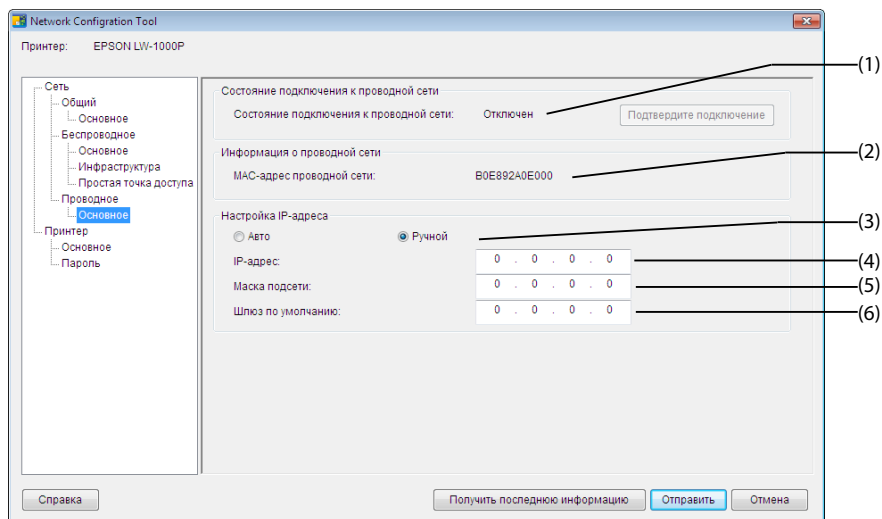 Network Configration Tool
Принтер: EPSON LW-1000P
Сеть
Общий
Основное
Беспроводное
Основное
Инфраструктура
Простая точка доступа
Проводное
Основное
Принтер
Основное
Пароль
Состояние подключения к проводной сети
Состояние подключения к проводной сети: Отключен Подтвердите подключение
(1)
Информация о проводной сети
(2)
MAC-адрес проводной сети: B0E892A0E000
Настройка IP-адреса
(3)
Авто Ручной
IP-адрес: 0 . 0 . 0 . 0 (4)
Маска подсети: 0 . 0 . 0 . 0 (5)
Шлюз по умолчанию: 0 . 0 . 0 . 0 (6)
Справка Получить последнюю информацию Отправить Отмена